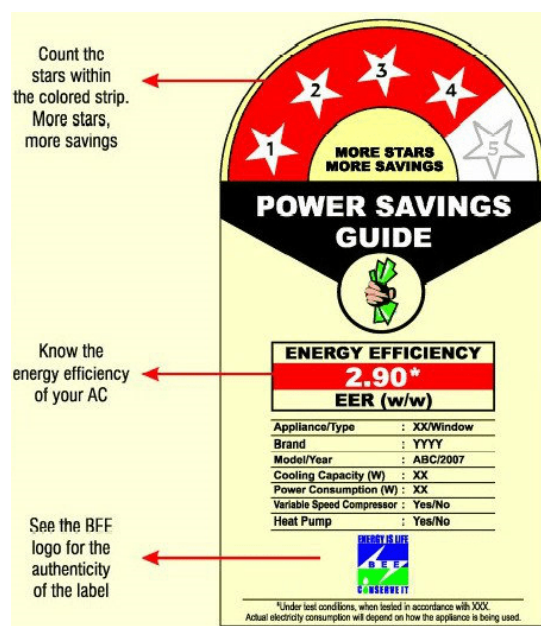 Count the
stars within
the colored strip.
More stars,
more savings
1
2
3
4
5
MORE STARS
MORE SAVINGS
POWER SAVINGS
GUIDE
Know the
energy efficiency
of your AC
ENERGY EFFICIENCY
2.90*
EER (w/w)
Appliance/Type : XX/Window
Brand : YYYY
Model/Year : ABC/2007
Cooling Capacity (W) : XX
Power Consumption (W) : XX
Variable Speed Compressor : Yes/No
Heat Pump : Yes/No
See the BEE
logo for the
authenticity
of the label
ENERGY IS LIFE
BEE
CONSERVE IT
*Under test conditions, when tested in accordance with XXX.
Actual electricity consumption will depend on how the appliance is being used.